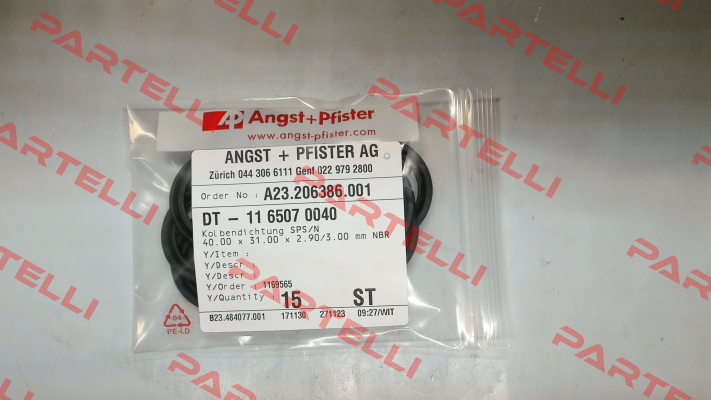 PARTELLI
PARTELLI
PARTELLI
AP Angst+Pfister
www.angst-pfister.com
ANGST + PFISTER AG
Zürich 044 306 6111 Genf 022 979 2800
Order No : A23.206386.001
DT - 11 6507 0040
Kolbendichtung SPS/N
40.00 x 31.00 x 2.90/3.00 mm NBR
Y/Item :
Y/Descr :
Y/Descr :
Y/Order : 1169565
Y/Quantity 15 ST
B23.484077.001 171130 271123 09:27/WIT
04
PE-LD
PARTELLI
PARTELLI
PARTELLI